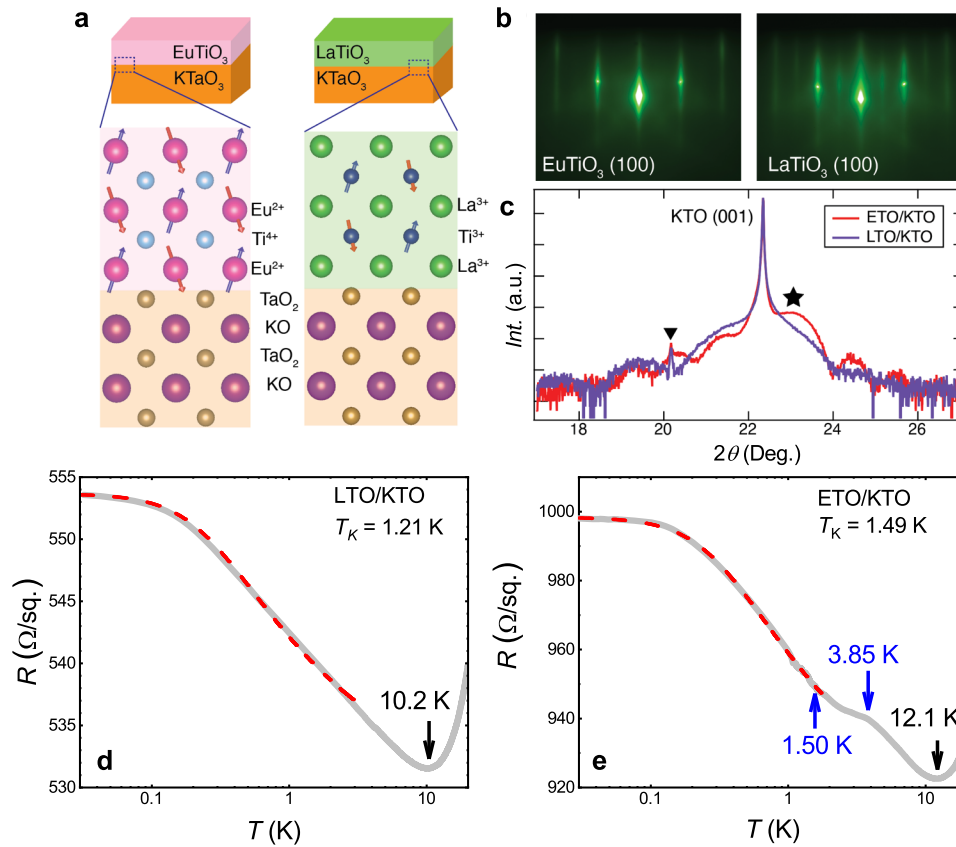 a
EuTiO3
KTaO3
LaTiO3
KTaO3
Eu2+
Ti4+
Eu2+
TaO2
KO
TaO2
KO
La3+
Ti3+
La3+
b
EuTiO3 (100)
LaTiO3 (100)
c
KTO (001)
ETO/KTO
LTO/KTO
Int. (a.u.)
18 20 22 24 26
2θ (Deg.)
LTO/KTO
TK = 1.21 K
555
550
545
540
535
530
R (Ω/sq.)
10.2 K
d
0.1 1 10
T (K)
ETO/KTO
TK = 1.49 K
1000
980
960
940
920
R (Ω/sq.)
3.85 K
12.1 K
1.50 K
e
0.1 1 10
T (K)